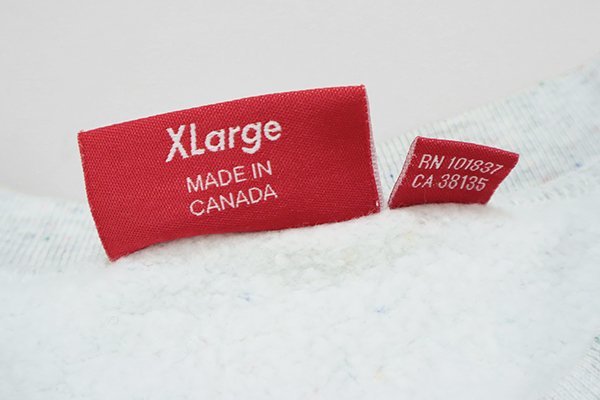 XLarge
MADE IN
CANADA
RN 101837
CA 38135